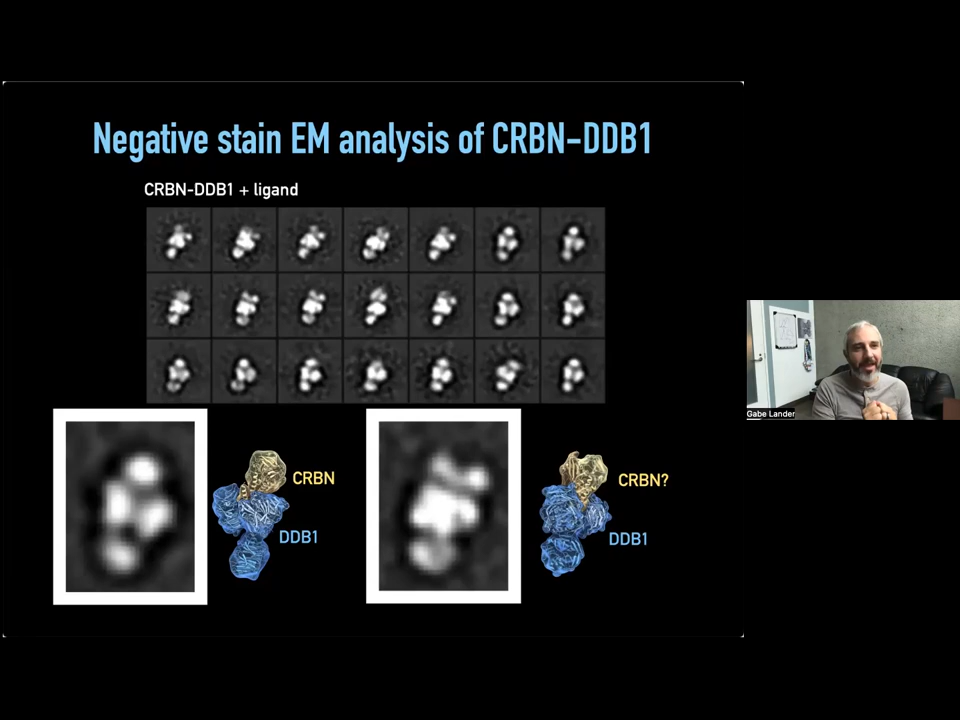 Negative stain EM analysis of CRBN-DDB1
CRBN-DDB1 + ligand
CRBN
DDB1
CRBN?
DDB1
Gabe Lander